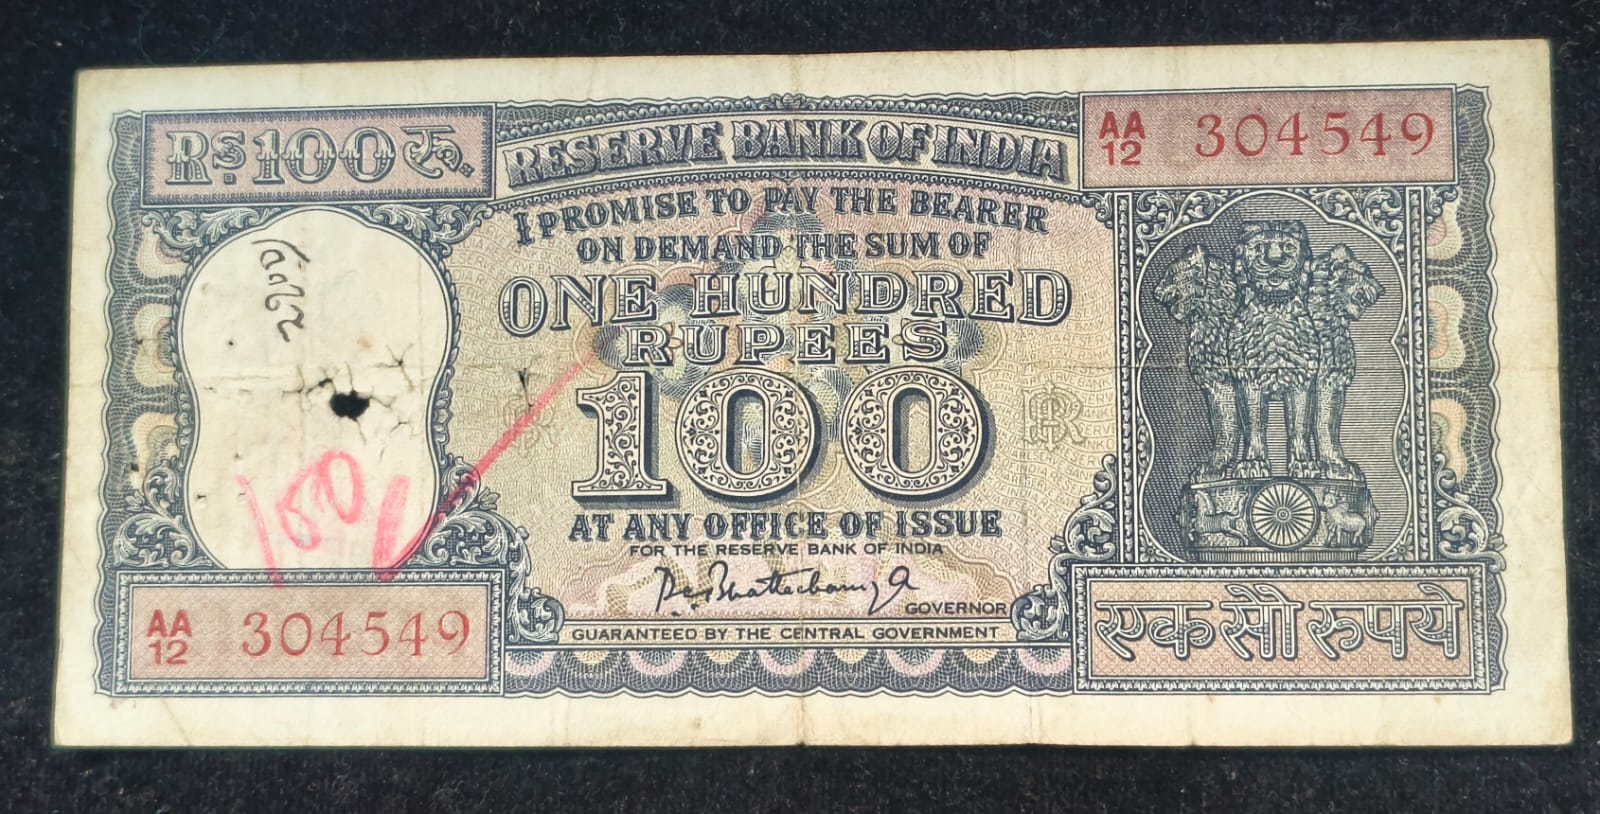 RS. 100 रु.
RESERVE BANK OF INDIA
AA 12 304549
I PROMISE TO PAY THE BEARER
ON DEMAND THE SUM OF
ONE HUNDRED
RUPEES
100
AT ANY OFFICE OF ISSUE
FOR THE RESERVE BANK OF INDIA
GOVERNOR
GUARANTEED BY THE CENTRAL GOVERNMENT
100
AA 12 304549
एक सौ रुपये